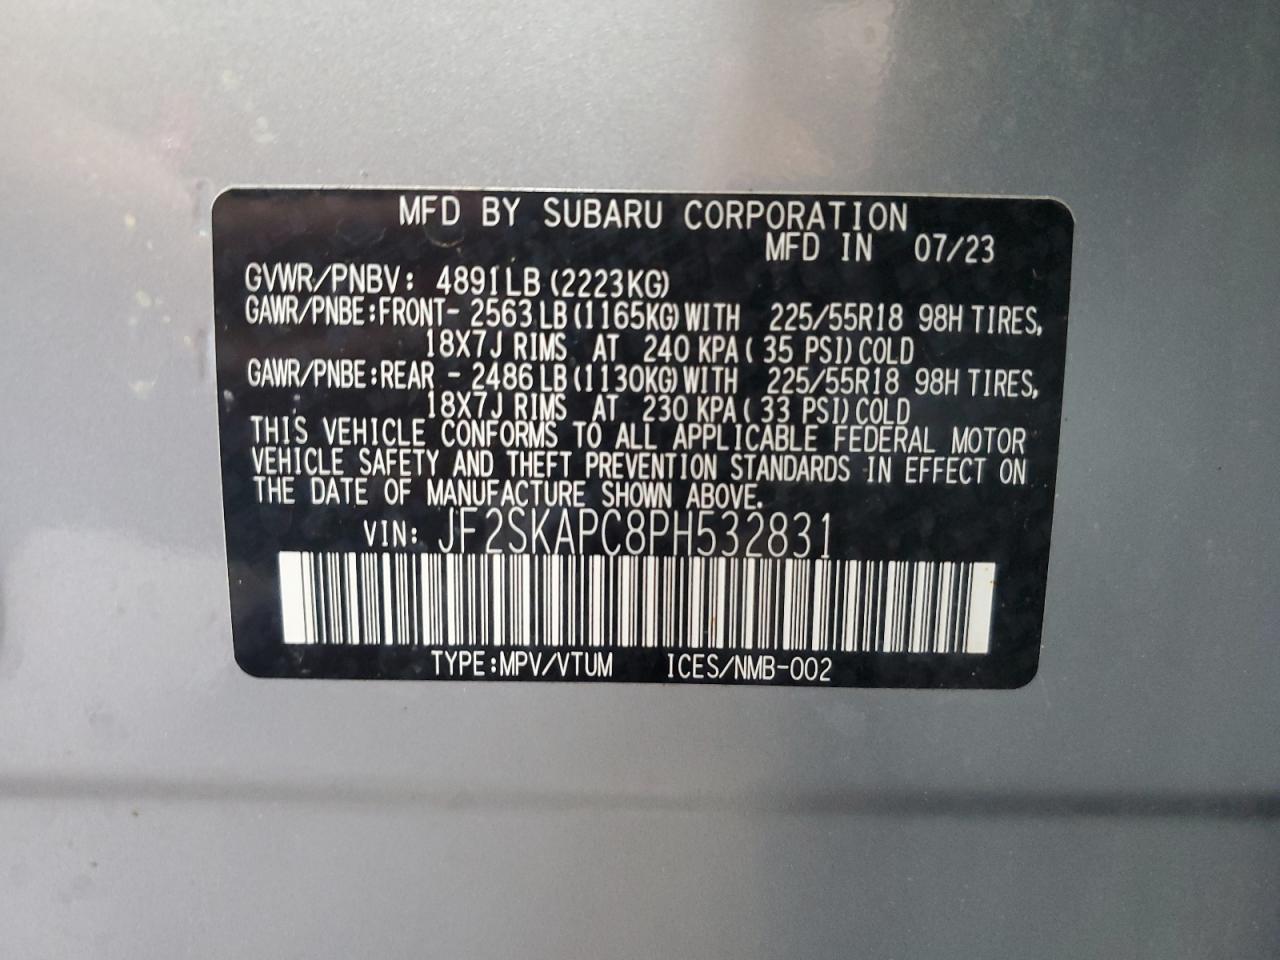 MFD BY SUBARU CORPORATION
MFD IN 07/23
GVWR/PNBV: 4891LB(2223KG)
GAWR/PNBE:FRONT- 2563LB(1165KG)WITH 225/55R18 98H TIRES,
18X7J RIMS AT 240 KPA( 35 PSI)COLD
GAWR/PNBE:REAR - 2486LB(1130KG)WITH 225/55R18 98H TIRES,
18X7J RIMS AT 230 KPA( 33 PSI)COLD
THIS VEHICLE CONFORMS TO ALL APPLICABLE FEDERAL MOTOR
VEHICLE SAFETY AND THEFT PREVENTION STANDARDS IN EFFECT ON
THE DATE OF MANUFACTURE SHOWN ABOVE.
VIN: JF2SKAPC8PH532831
TYPE:MPV/VTUM ICES/NMB-002